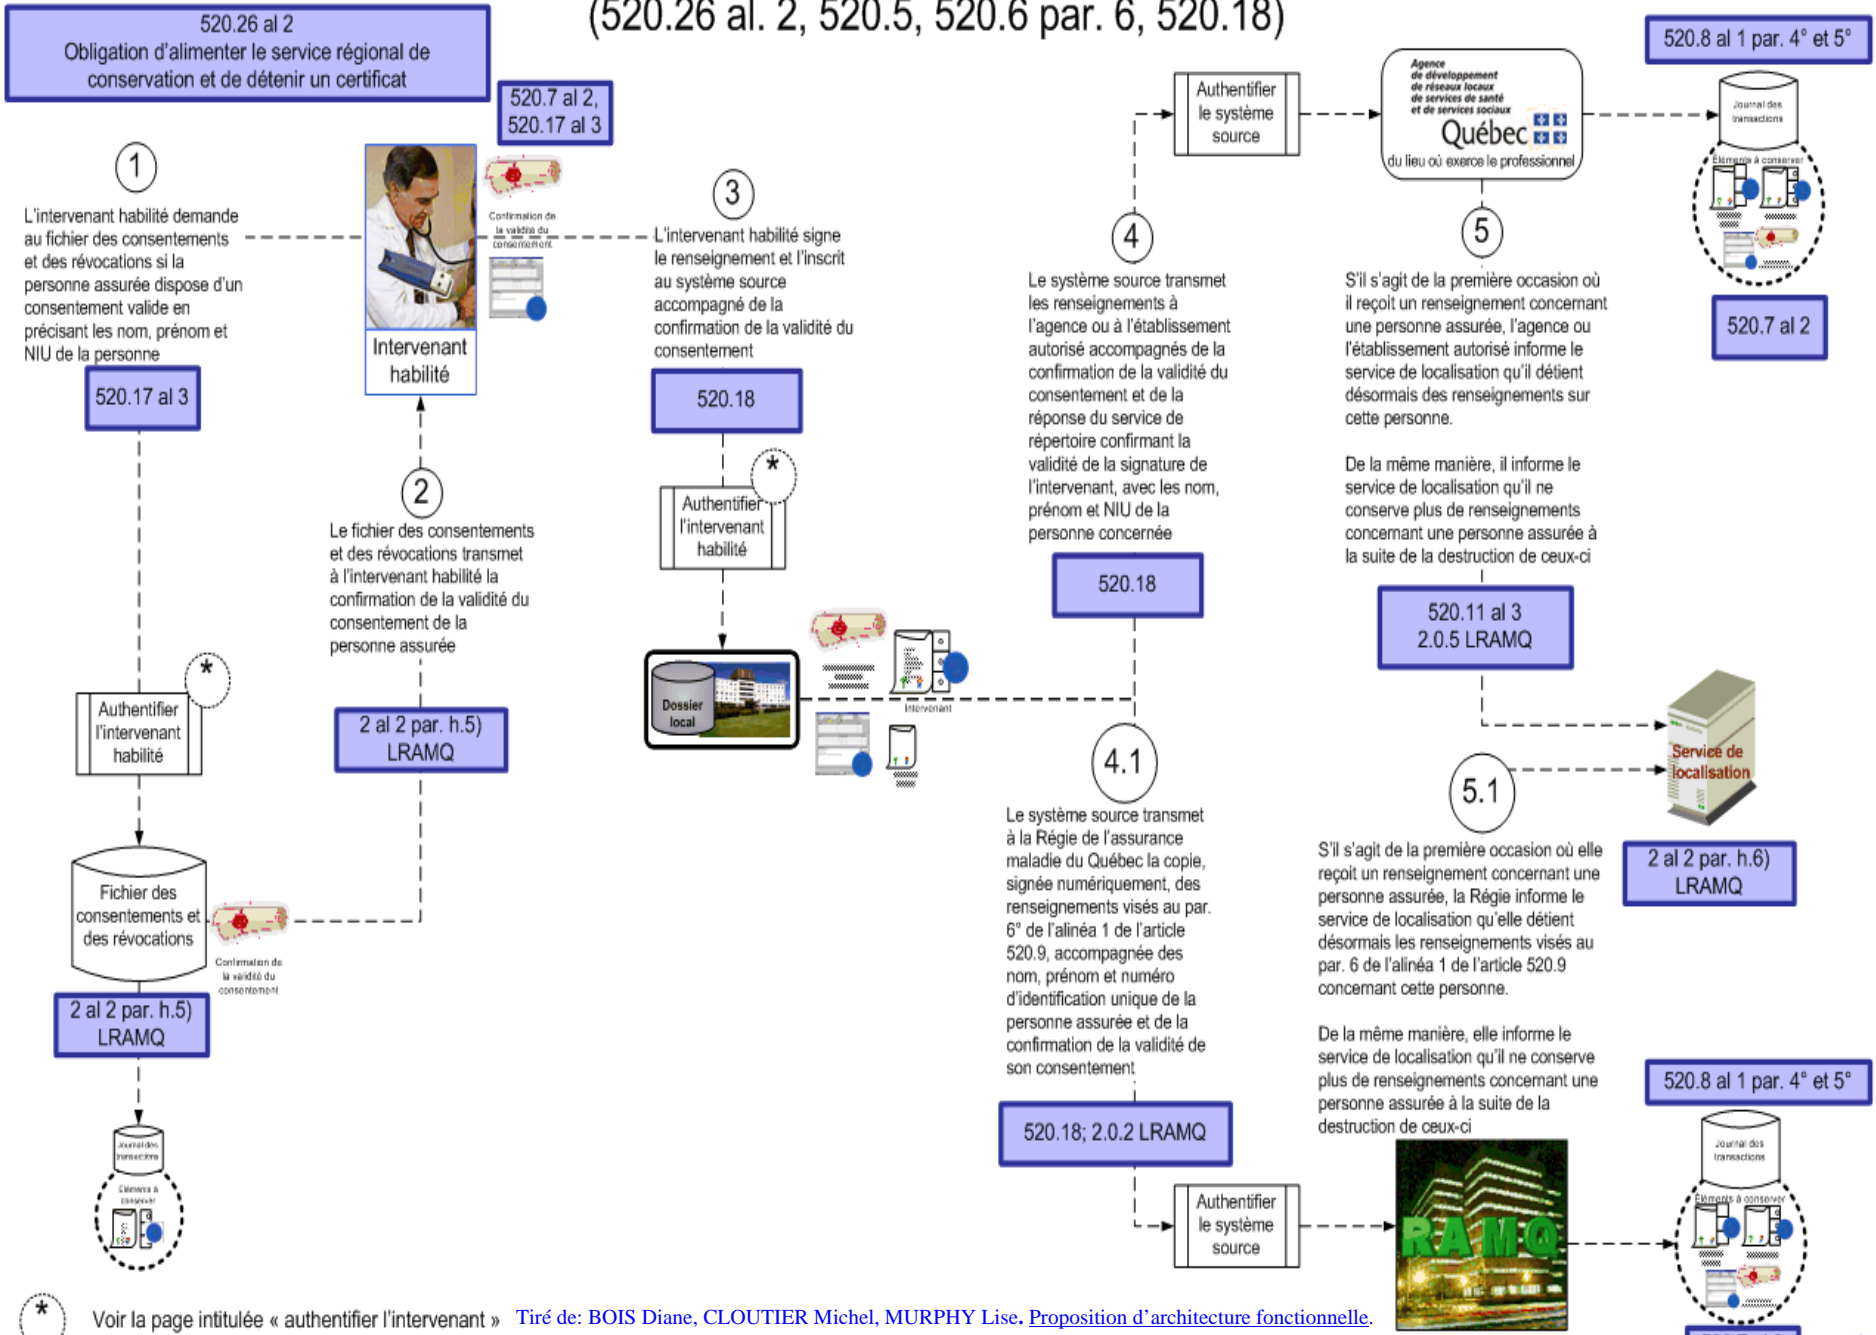 (520.26 al. 2, 520.5, 520.6 par. 6, 520.18)
520.26 al 2
Obligation d'alimenter le service régional de
conservation et de détenir un certificat
520.7 al 2,
520.17 al 3
1
L'intervenant habilité demande
au fichier des consentements
et des révocations si la
personne assurée dispose d'un
consentement valide en
précisant les nom, prénom et
NIU de la personne
520.17 al 3
*
Authentifier
l'intervenant
habilité
Fichier des
consentements et
des révocations
Confirmation de
la validité du
consentement
2 al 2 par. h.5)
LRAMQ
Journal des
transactions
Eléments à
conserver
Intervenant
habilité
Confirmation de
la validité du
consentement
2
Le fichier des consentements
et des révocations transmet
à l'intervenant habilité la
confirmation de la validité du
consentement de la
personne assurée
2 al 2 par. h.5)
LRAMQ
3
L'intervenant habilité signe
le renseignement et l'inscrit
au système source
accompagné de la
confirmation de la validité du
consentement
520.18
*
Authentifier
l'intervenant
habilité
Dossier
local
Intervenant
4
Le système source transmet
les renseignements à
l'agence ou à l'établissement
autorisé accompagnés de la
confirmation de la validité du
consentement et de la
réponse du service de
répertoire confirmant la
validité de la signature de
l'intervenant, avec les nom,
prénom et NIU de la
personne concernée
520.18
4.1
Le système source transmet
à la Régie de l'assurance
maladie du Québec la copie,
signée numériquement, des
renseignements visés au par.
6° de l'alinéa 1 de l'article
520.9, accompagnée des
nom, prénom et numéro
d'identification unique de la
personne assurée et de la
confirmation de la validité de
son consentement
520.18; 2.0.2 LRAMQ
Authentifier
le système
source
Agence
de développement
de réseaux locaux
de services de santé
et de services sociaux
Québec
du lieu où exerce le professionnel
5
S'il s'agit de la première occasion où
il reçoit un renseignement concernant
une personne assurée, l'agence ou
l'établissement autorisé informe le
service de localisation qu'il détient
désormais des renseignements sur
cette personne.
De la même manière, il informe le
service de localisation qu'il ne
conserve plus de renseignements
concernant une personne assurée à
la suite de la destruction de ceux-ci
520.11 al 3
2.0.5 LRAMQ
Service de
localisation
2 al 2 par. h.6)
LRAMQ
5.1
S'il s'agit de la première occasion où elle
reçoit un renseignement concernant une
personne assurée, la Régie informe le
service de localisation qu'elle détient
désormais les renseignements visés au
par. 6 de l'alinéa 1 de l'article 520.9
concernant cette personne.
De la même manière, elle informe le
service de localisation qu'il ne conserve
plus de renseignements concernant une
personne assurée à la suite de la
destruction de ceux-ci
Authentifier
le système
source
RAMQ
520.8 al 1 par. 4° et 5°
Journal des
transactions
Éléments à conserver
520.7 al 2
520.8 al 1 par. 4° et 5°
Journal des
transactions
Éléments à conserver
*
Voir la page intitulée « authentifier l'intervenant »
Tiré de: BOIS Diane, CLOUTIER Michel, MURPHY Lise. Proposition d'architecture fonctionnelle.